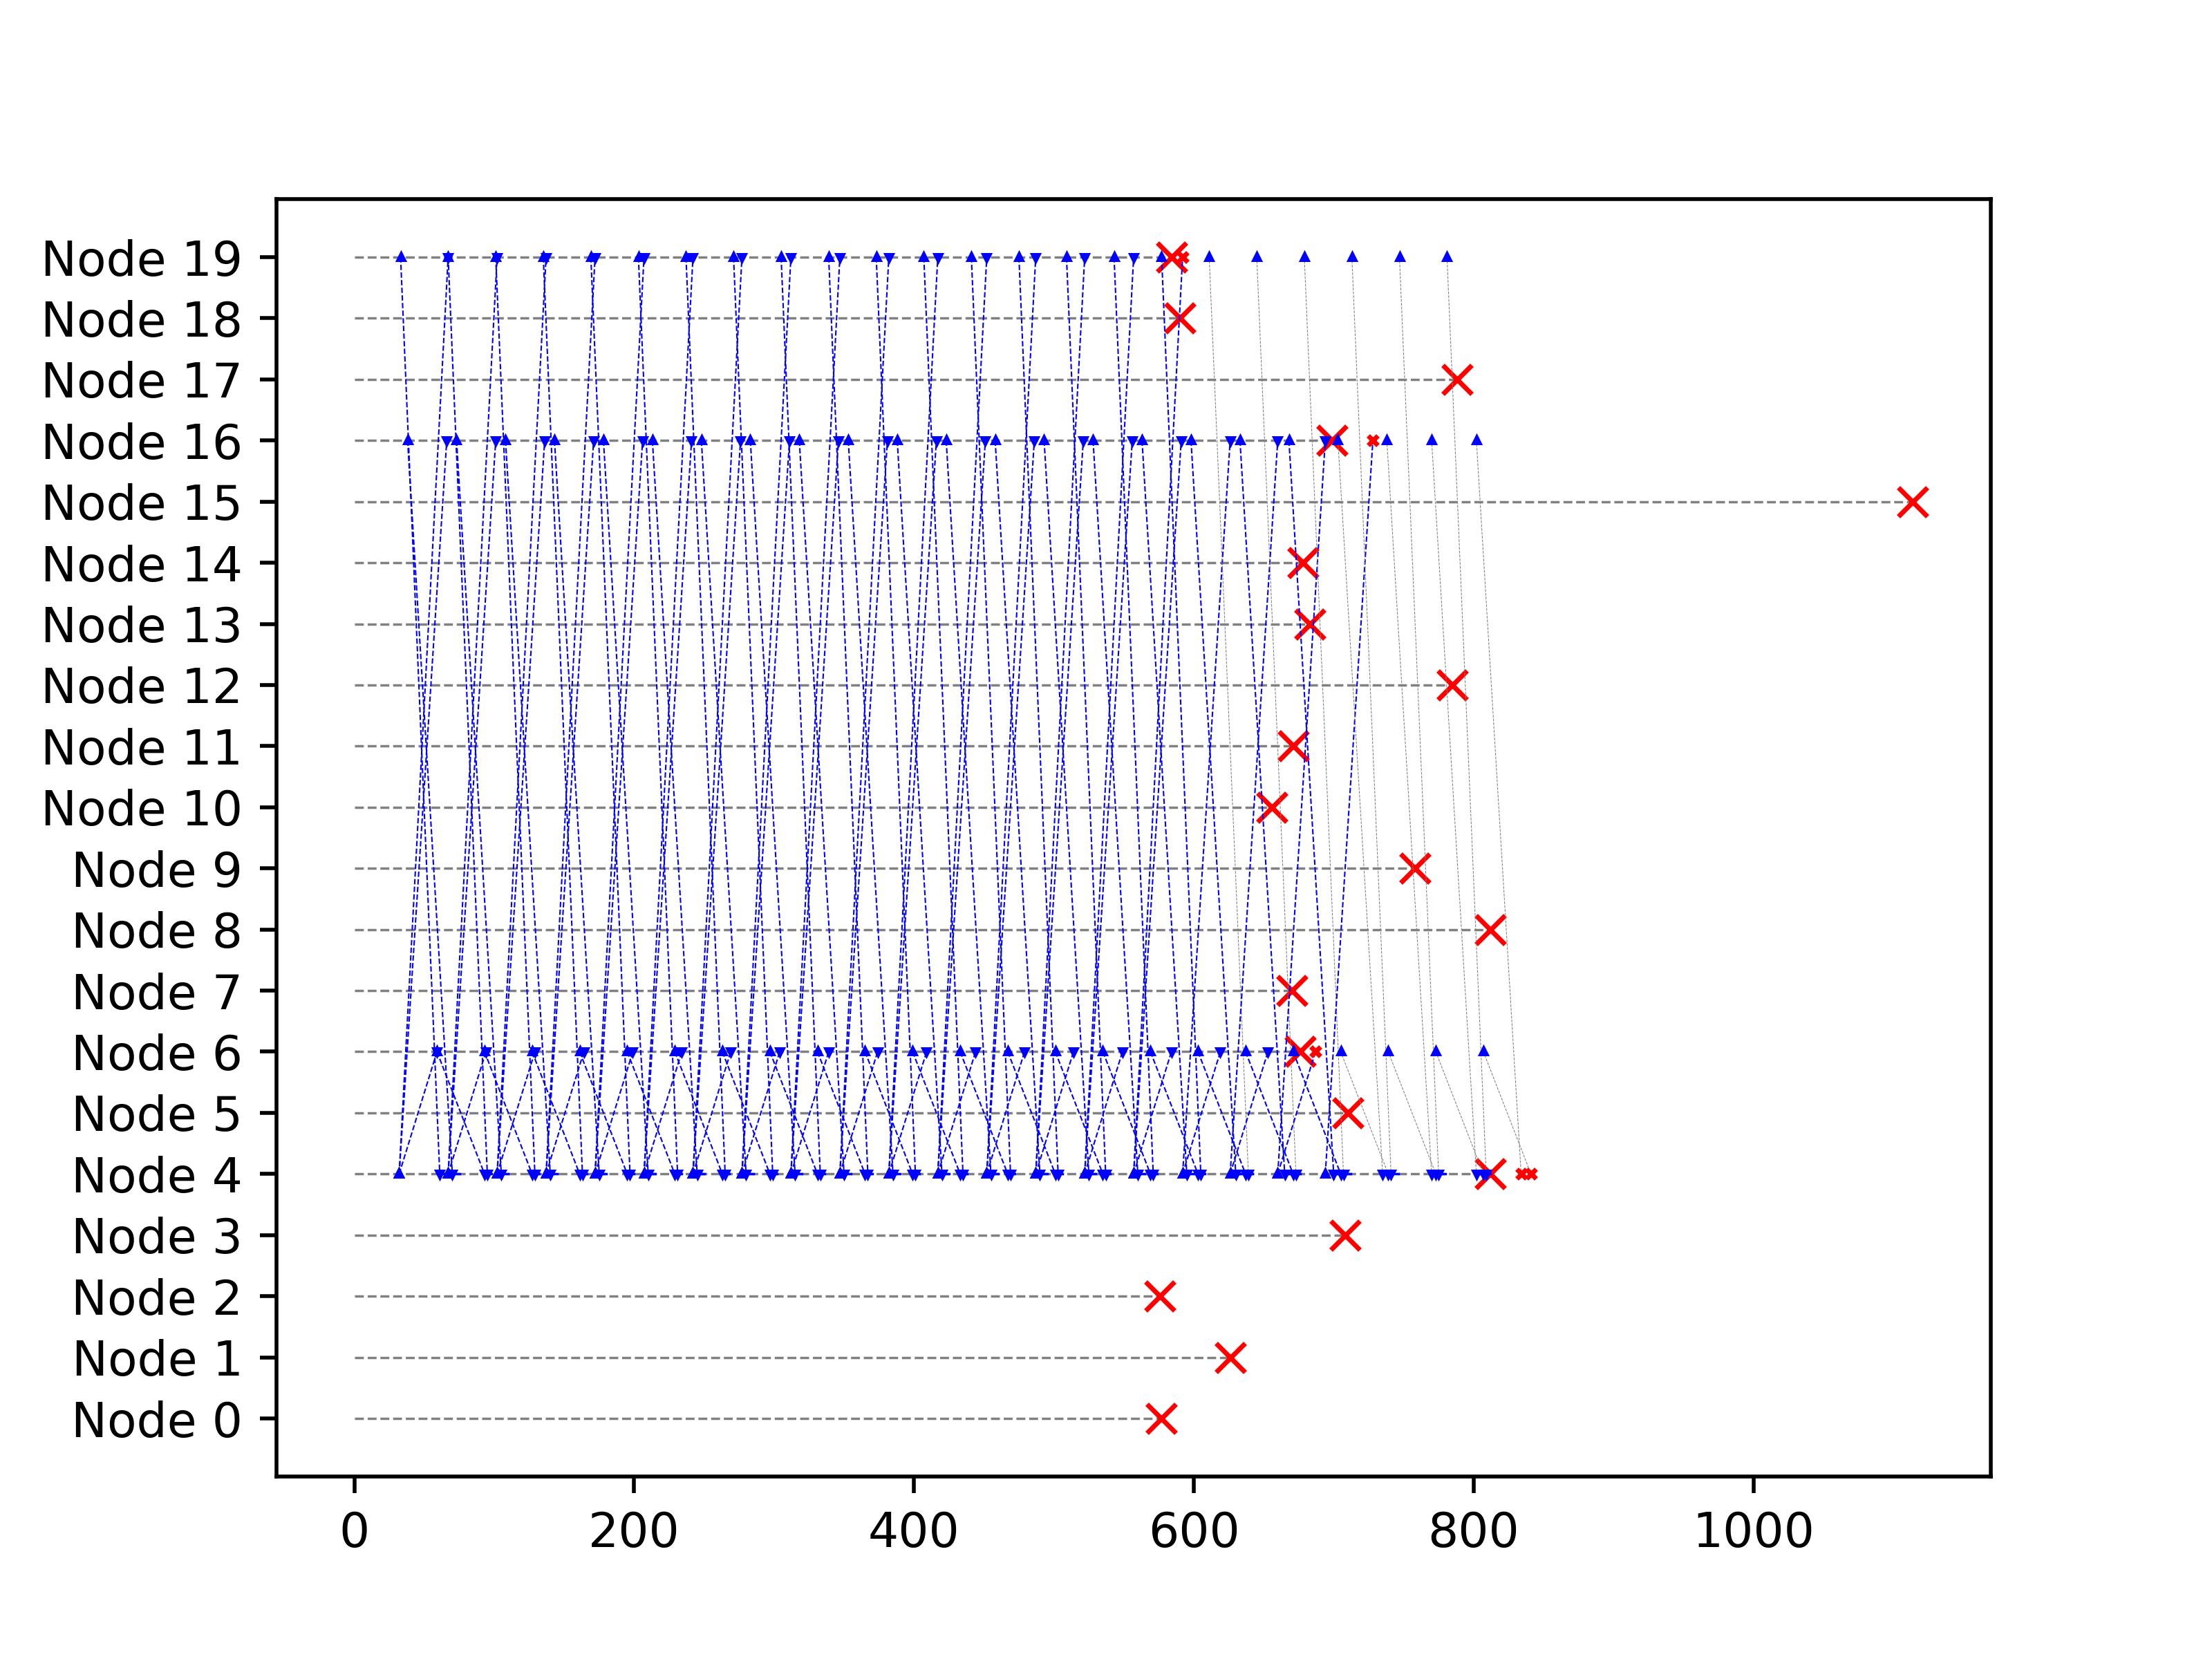 Node 19
Node 18
Node 17
Node 16
Node 15
Node 14
Node 13
Node 12
Node 11
Node 10
Node 9
Node 8
Node 7
Node 6
Node 5
Node 4
Node 3
Node 2
Node 1
Node 0
0 200 400 600 800 1000